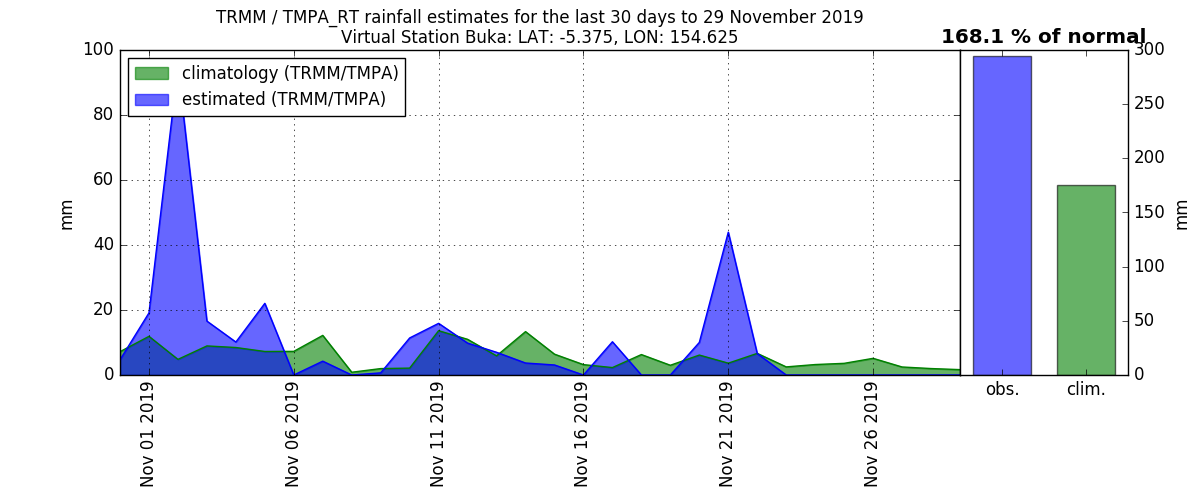 TRMM / TMPA_RT rainfall estimates for the last 30 days to 29 November 2019
Virtual Station Buka: LAT: -5.375, LON: 154.625
168.1 % of normal
climatology (TRMM/TMPA)
estimated (TRMM/TMPA)
mm
100
80
60
40
20
0
Nov 01 2019
Nov 06 2019
Nov 11 2019
Nov 16 2019
Nov 21 2019
Nov 26 2019
obs.
clim.
300
250
200
150
100
50
0
mm